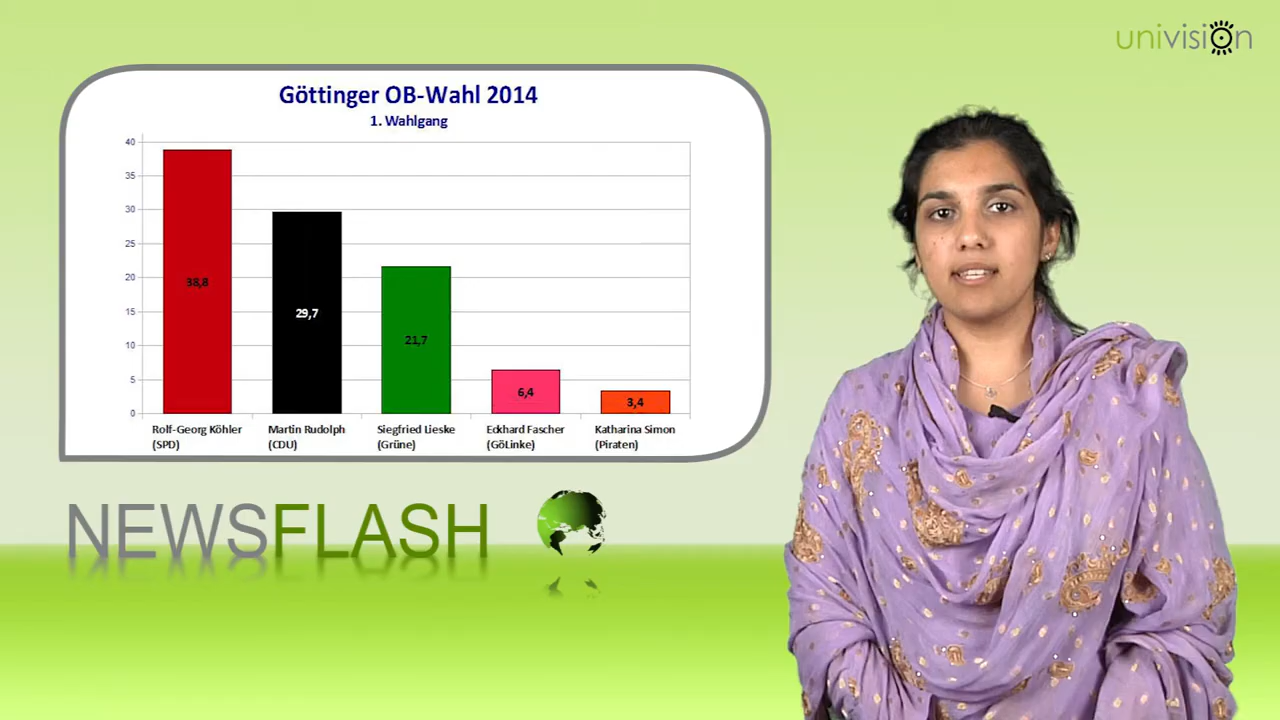 univision
Göttinger OB-Wahl 2014
1. Wahlgang
40
35
30
25
20
15
10
5
0
38,8
29,7
21,7
6,4
3,4
Rolf-Georg Köhler
(SPD)
Martin Rudolph
(CDU)
Siegfried Lieske
(Grüne)
Eckhard Fascher
(GöLinke)
Katharina Simon
(Piraten)
NEWSFLASH